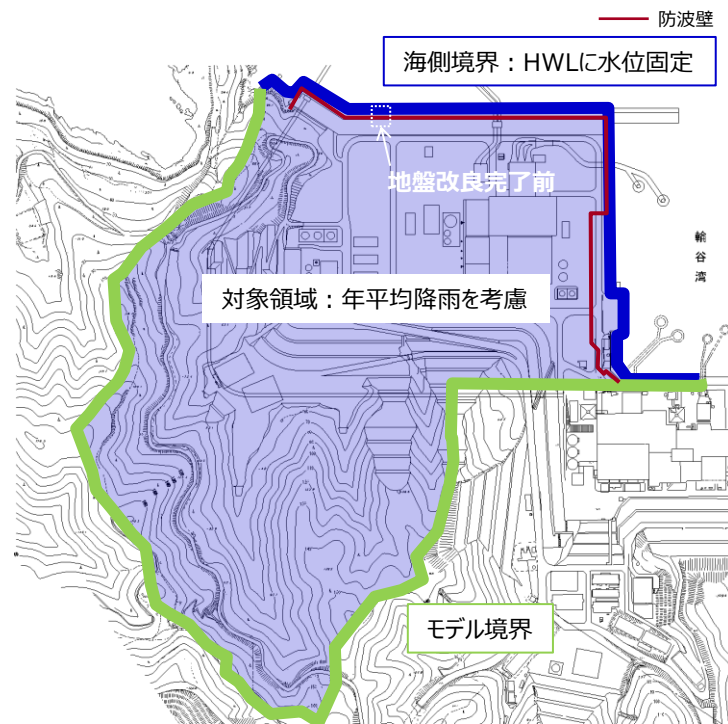 防波壁
海側境界：HWLに水位固定
地盤改良完了前
輪谷湾
対象領域：年平均降雨を考慮
モデル境界